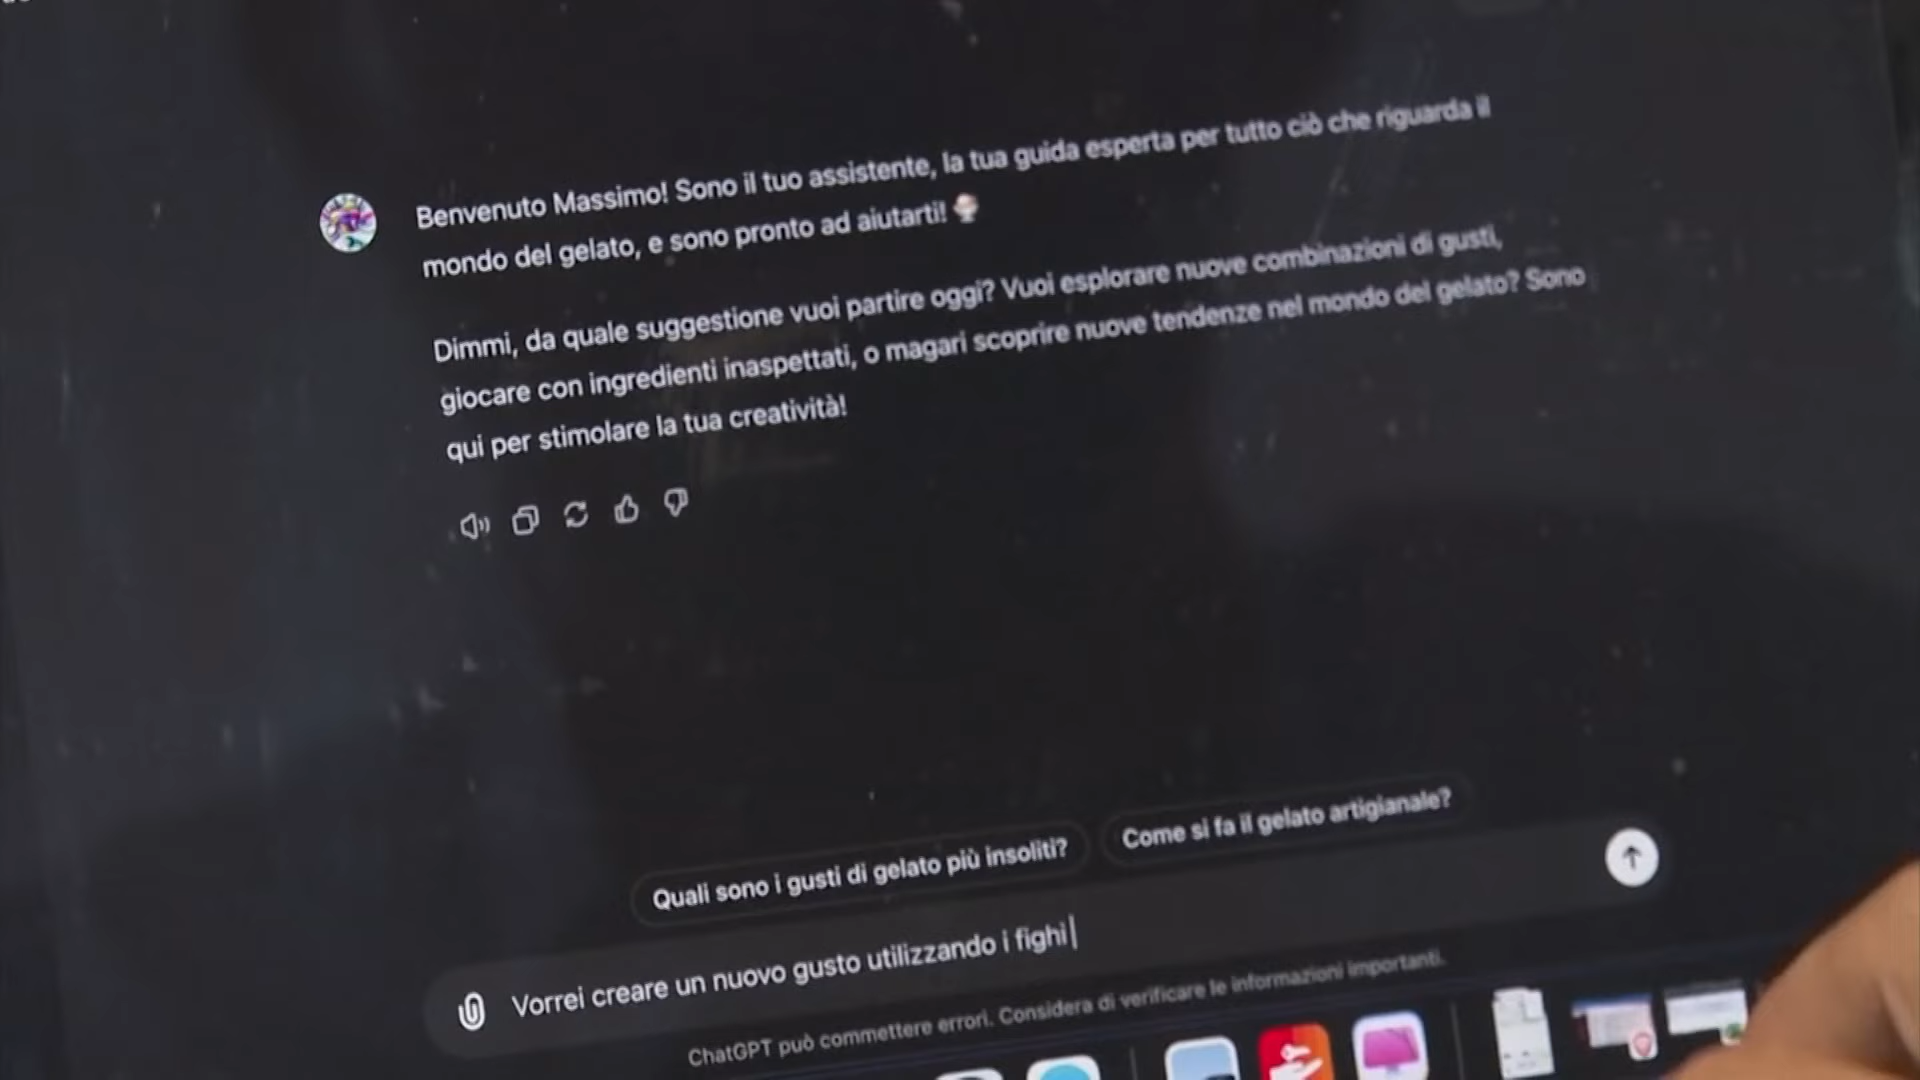 Benvenuto Massimo! Sono il tuo assistente, la tua guida esperta per tutto ciò che riguarda il
mondo del gelato, e sono pronto ad aiutarti! 🍨
Dimmi, da quale suggestione vuoi partire oggi? Vuoi esplorare nuove combinazioni di gusti,
giocare con ingredienti inaspettati, o magari scoprire nuove tendenze nel mondo del gelato? Sono
qui per stimolare la tua creatività!
Quali sono i gusti di gelato più insoliti?
Come si fa il gelato artigianale?
Vorrei creare un nuovo gusto utilizzando i fighi
ChatGPT può commettere errori. Considera di verificare le informazioni importanti.